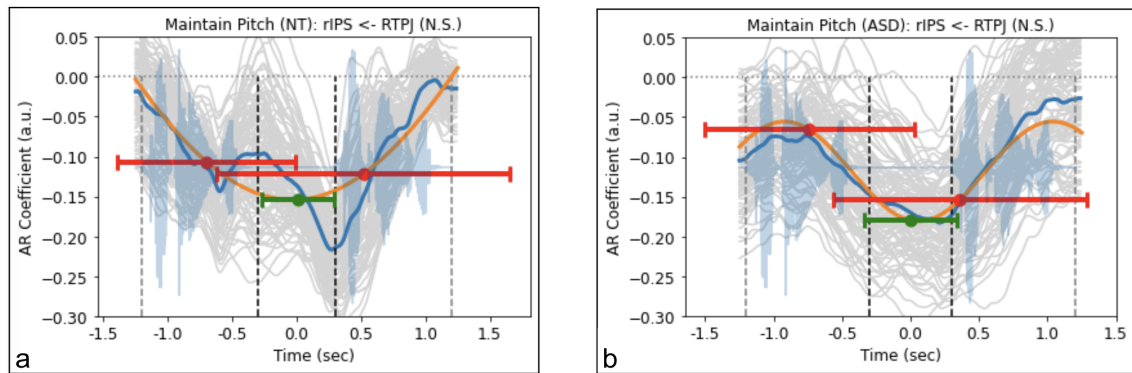 Maintain Pitch (NT): rIPS <- RTPJ (N.S.)
0.05
0.00
−0.05
−0.10
−0.15
−0.20
−0.25
−0.30
AR Coefficient (a.u.)
-1.5 -1.0 -0.5 0.0 0.5 1.0 1.5
Time (sec)
a
Maintain Pitch (ASD): rIPS <- RTPJ (N.S.)
0.05
0.00
−0.05
−0.10
−0.15
−0.20
−0.25
−0.30
AR Coefficient (a.u.)
-1.5 -1.0 -0.5 0.0 0.5 1.0 1.5
Time (sec)
b